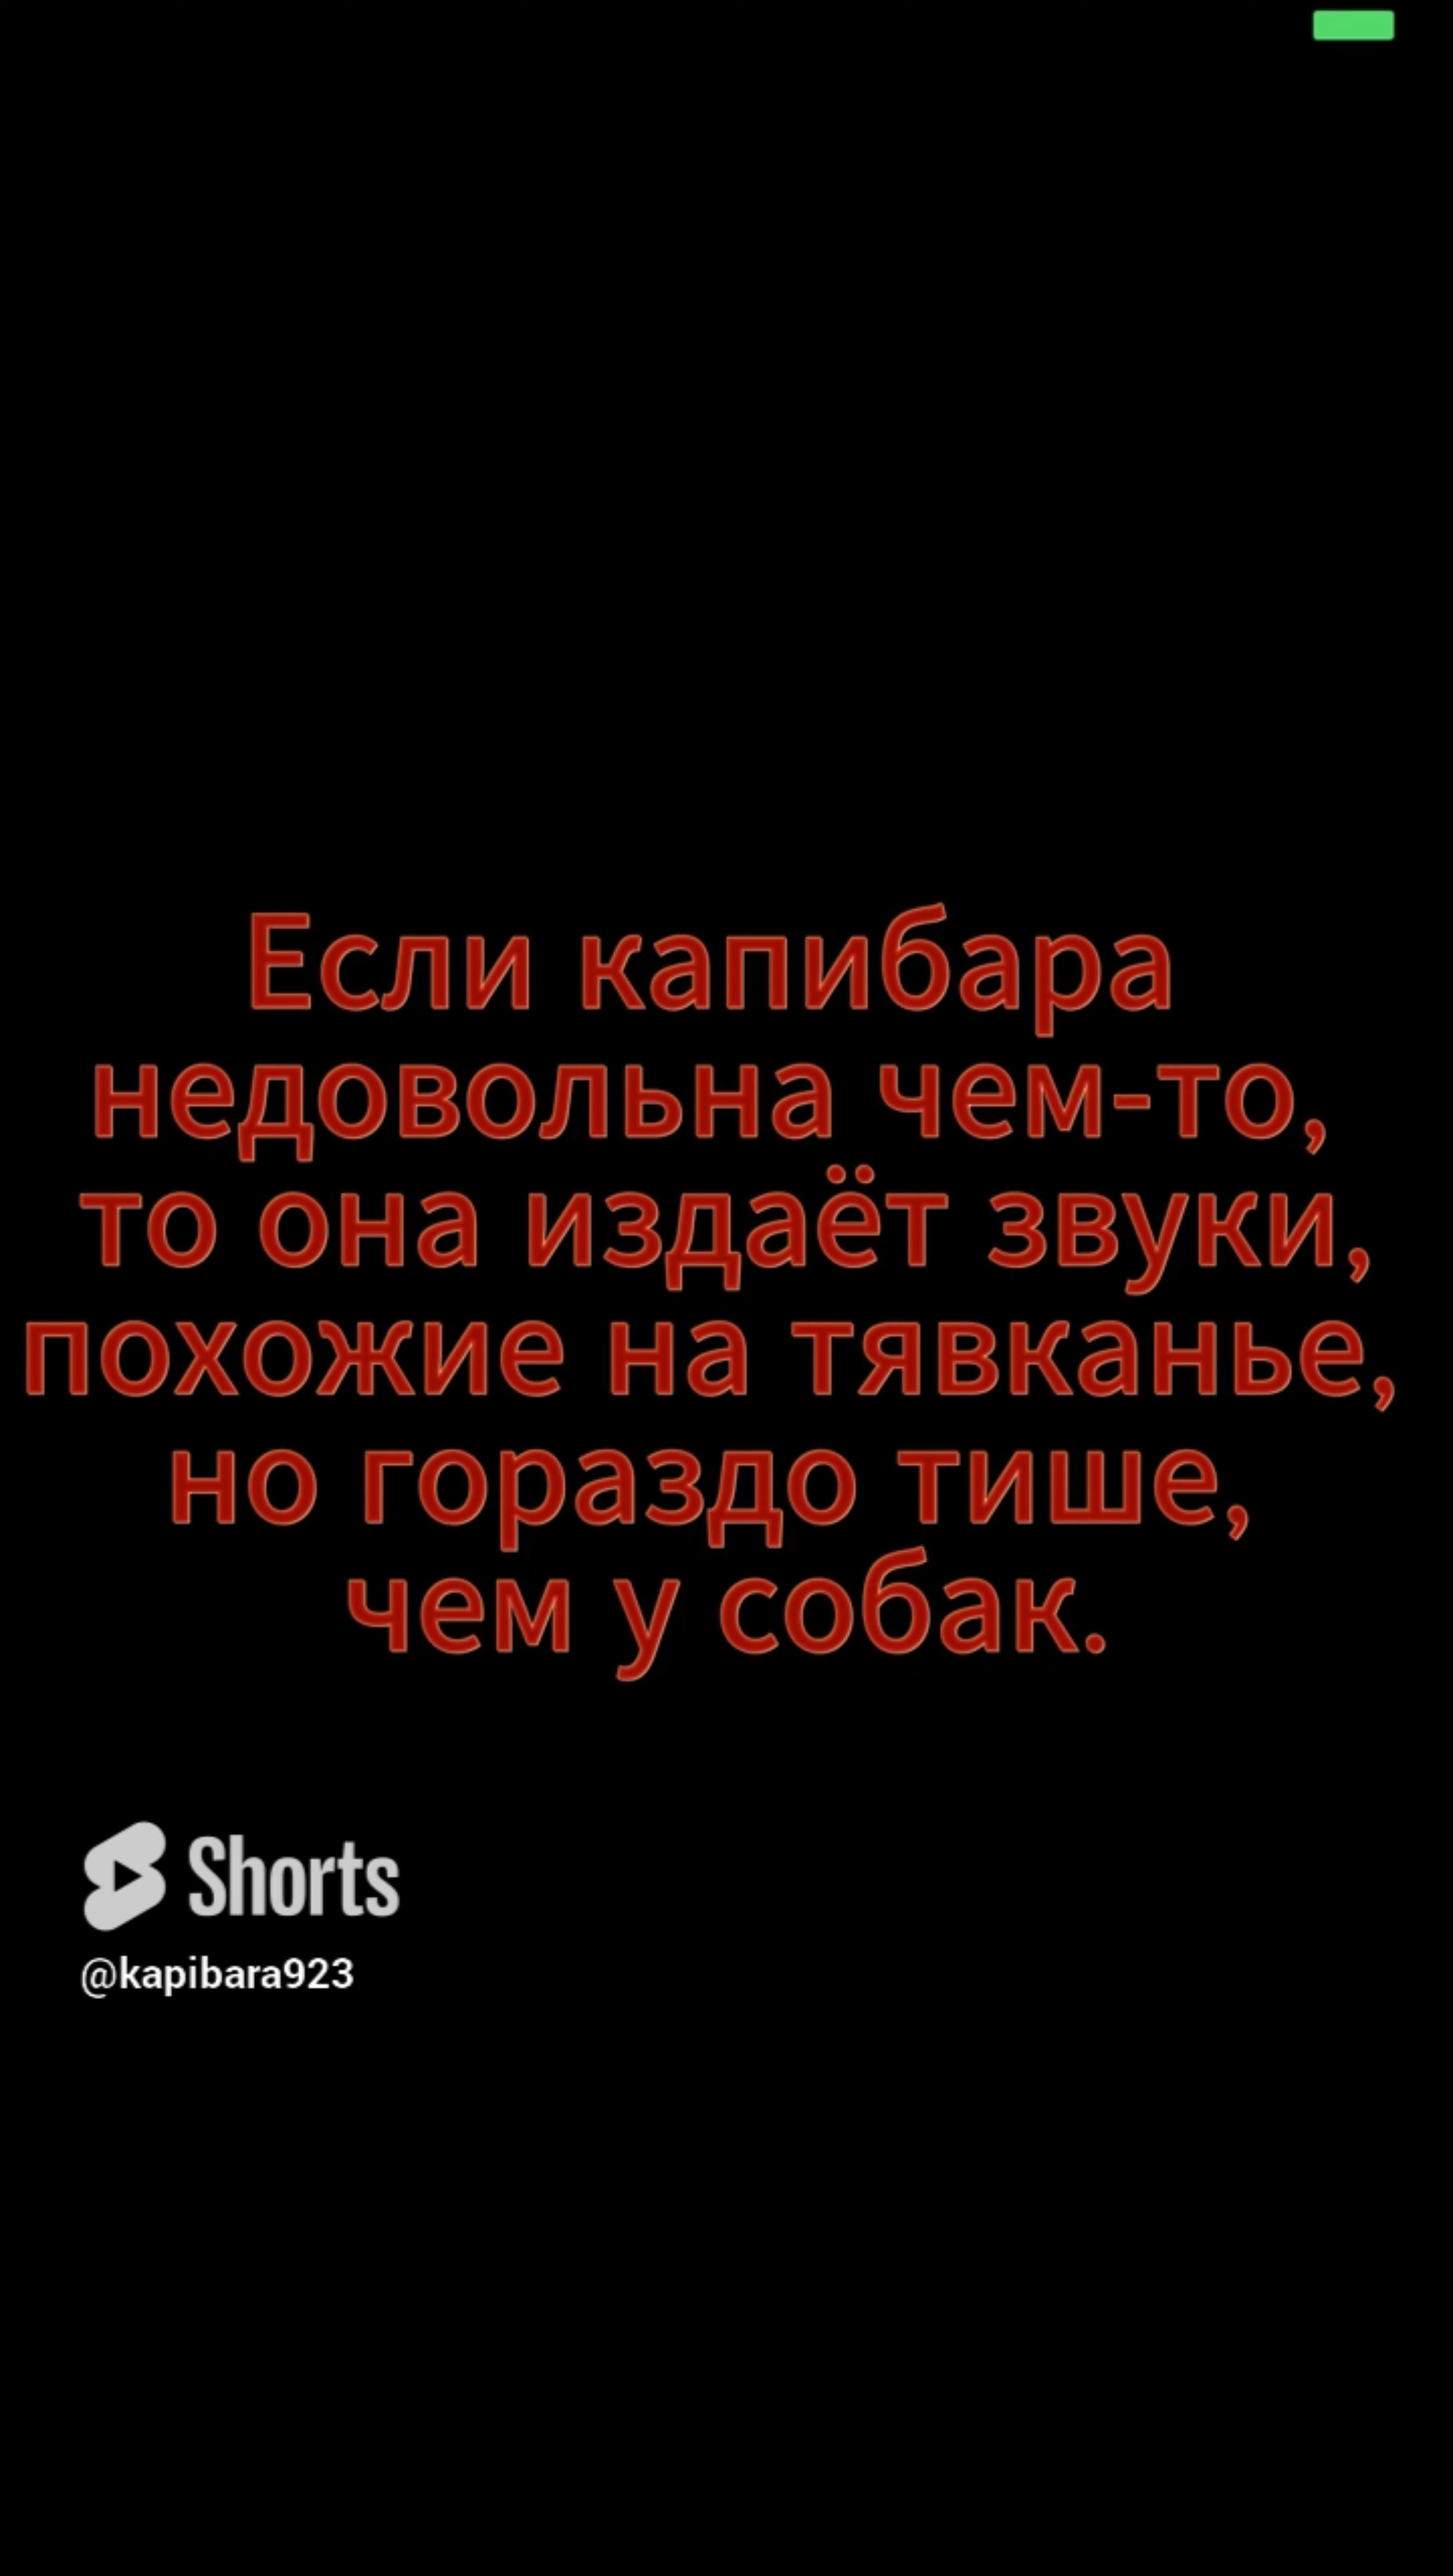 Если капибара
недовольна чем-то,
то она издаёт звуки,
похожие на тявканье,
но гораздо тише,
чем у собак.
Shorts
@kapibara923